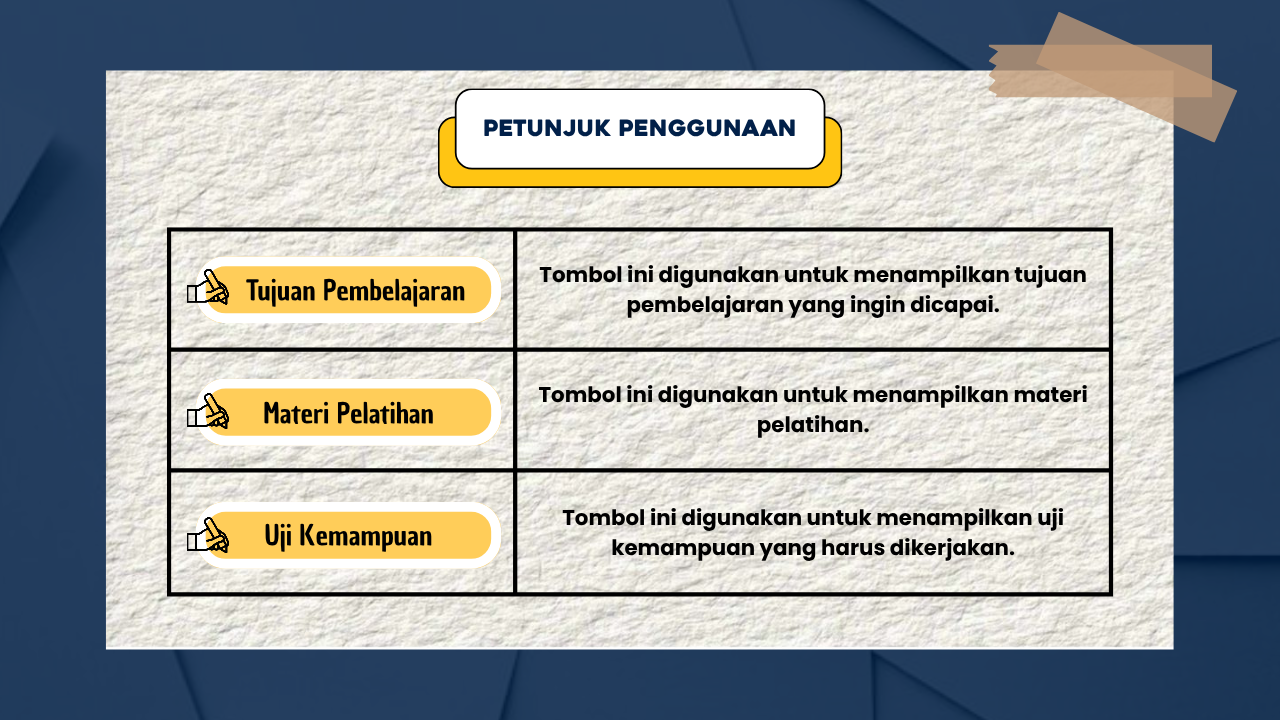 PETUNJUK PENGGUNAAN
Tujuan Pembelajaran
Tombol ini digunakan untuk menampilkan tujuan
pembelajaran yang ingin dicapai.
Materi Pelatihan
Tombol ini digunakan untuk menampilkan materi
pelatihan.
Uji Kemampuan
Tombol ini digunakan untuk menampilkan uji
kemampuan yang harus dikerjakan.